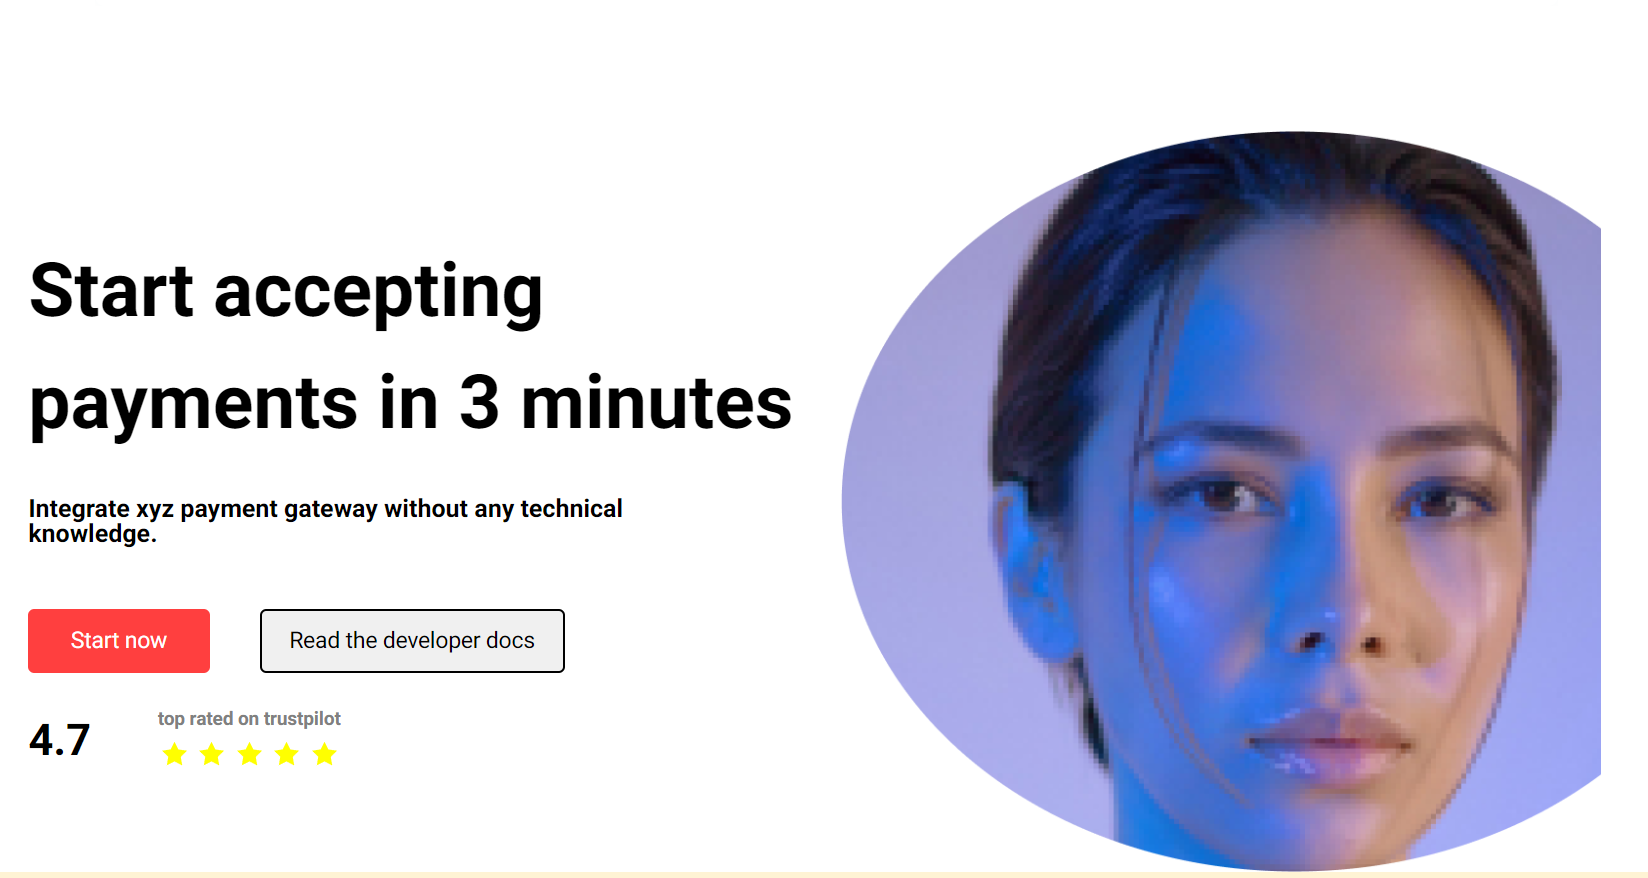 Start accepting
payments in 3 minutes
Integrate xyz payment gateway without any technical
knowledge.
Start now
Read the developer docs
4.7
top rated on trustpilot